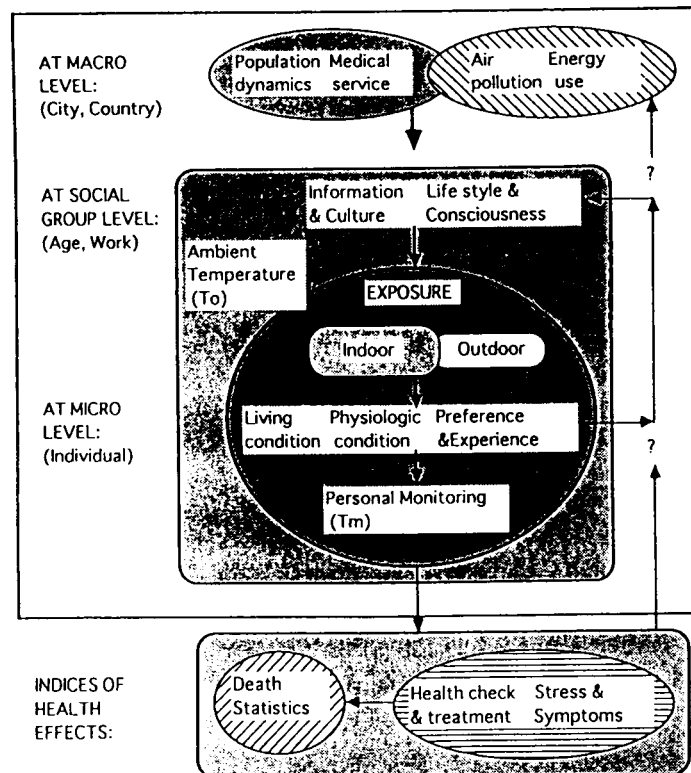 AT MACRO
LEVEL:
(City, Country)
Population Medical
dynamics service
Air Energy
pollution use
?
AT SOCIAL
GROUP LEVEL:
(Age, Work)
Information Life style &
& Culture Consciousness
Ambient
Temperature
(To)
EXPOSURE
Indoor
Outdoor
AT MICRO
LEVEL:
(Individual)
Living Physiologic Preference
condition condition &Experience
?
Personal Monitoring
(Tm)
INDICES OF
HEALTH
EFFECTS:
Death
Statistics
Health check Stress &
& treatment Symptoms